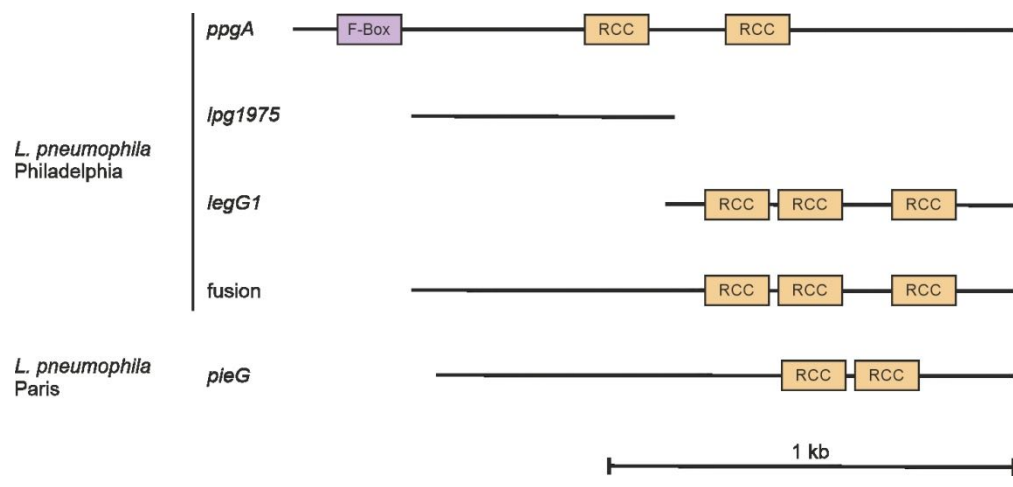 ppgA F-Box RCC RCC
lpg1975
L. pneumophila
Philadelphia
legG1 RCC RCC RCC
fusion RCC RCC RCC
L. pneumophila
Paris
pieG RCC RCC
1 kb